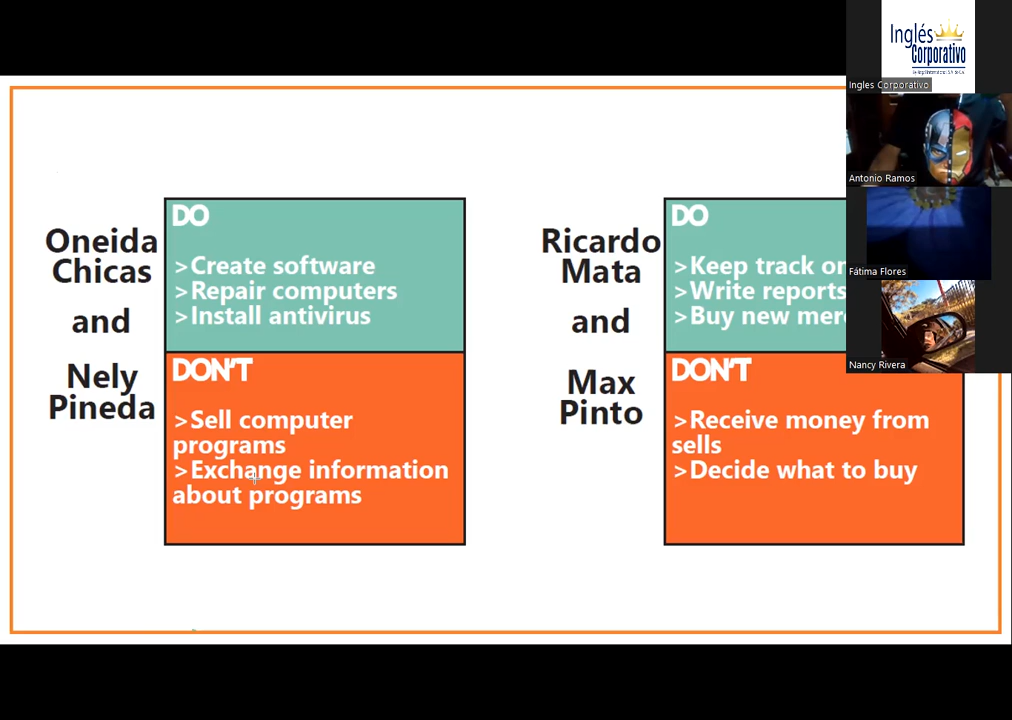 Oneida
Chicas
and
Nely
Pineda
DO
>Create software
>Repair computers
>Install antivirus
DON'T
>Sell computer
programs
>Exchange information
about programs
Ricardo
Mata
and
Max
Pinto
DO
>Keep track on
>Write reports
>Buy new
DON'T
>Receive money from
sells
>Decide what to buy
Inglés
Corporativo
Ingles Corporativo
Antonio Ramos
Fátima Flores
Nancy Rivera